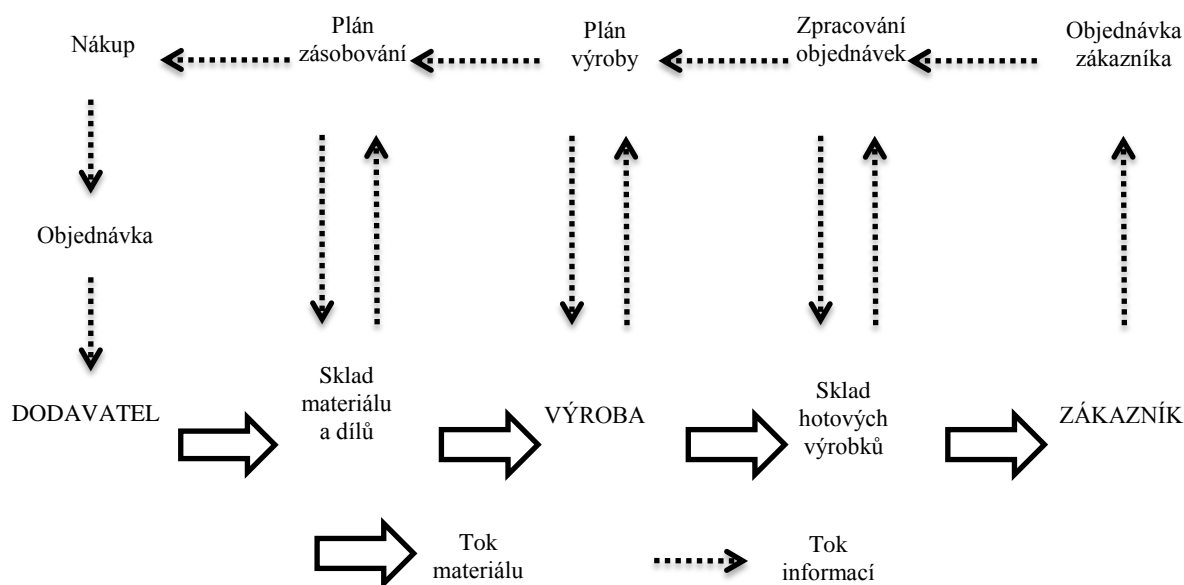 Nákup
Plán
zásobování
Plán
výroby
Zpracování
objednávek
Objednávka
zákazníka
Objednávka
DODAVATEL
Sklad
materiálu
a dílů
VÝROBA
Sklad
hotových
výrobků
ZÁKAZNÍK
Tok
materiálu
Tok
informací